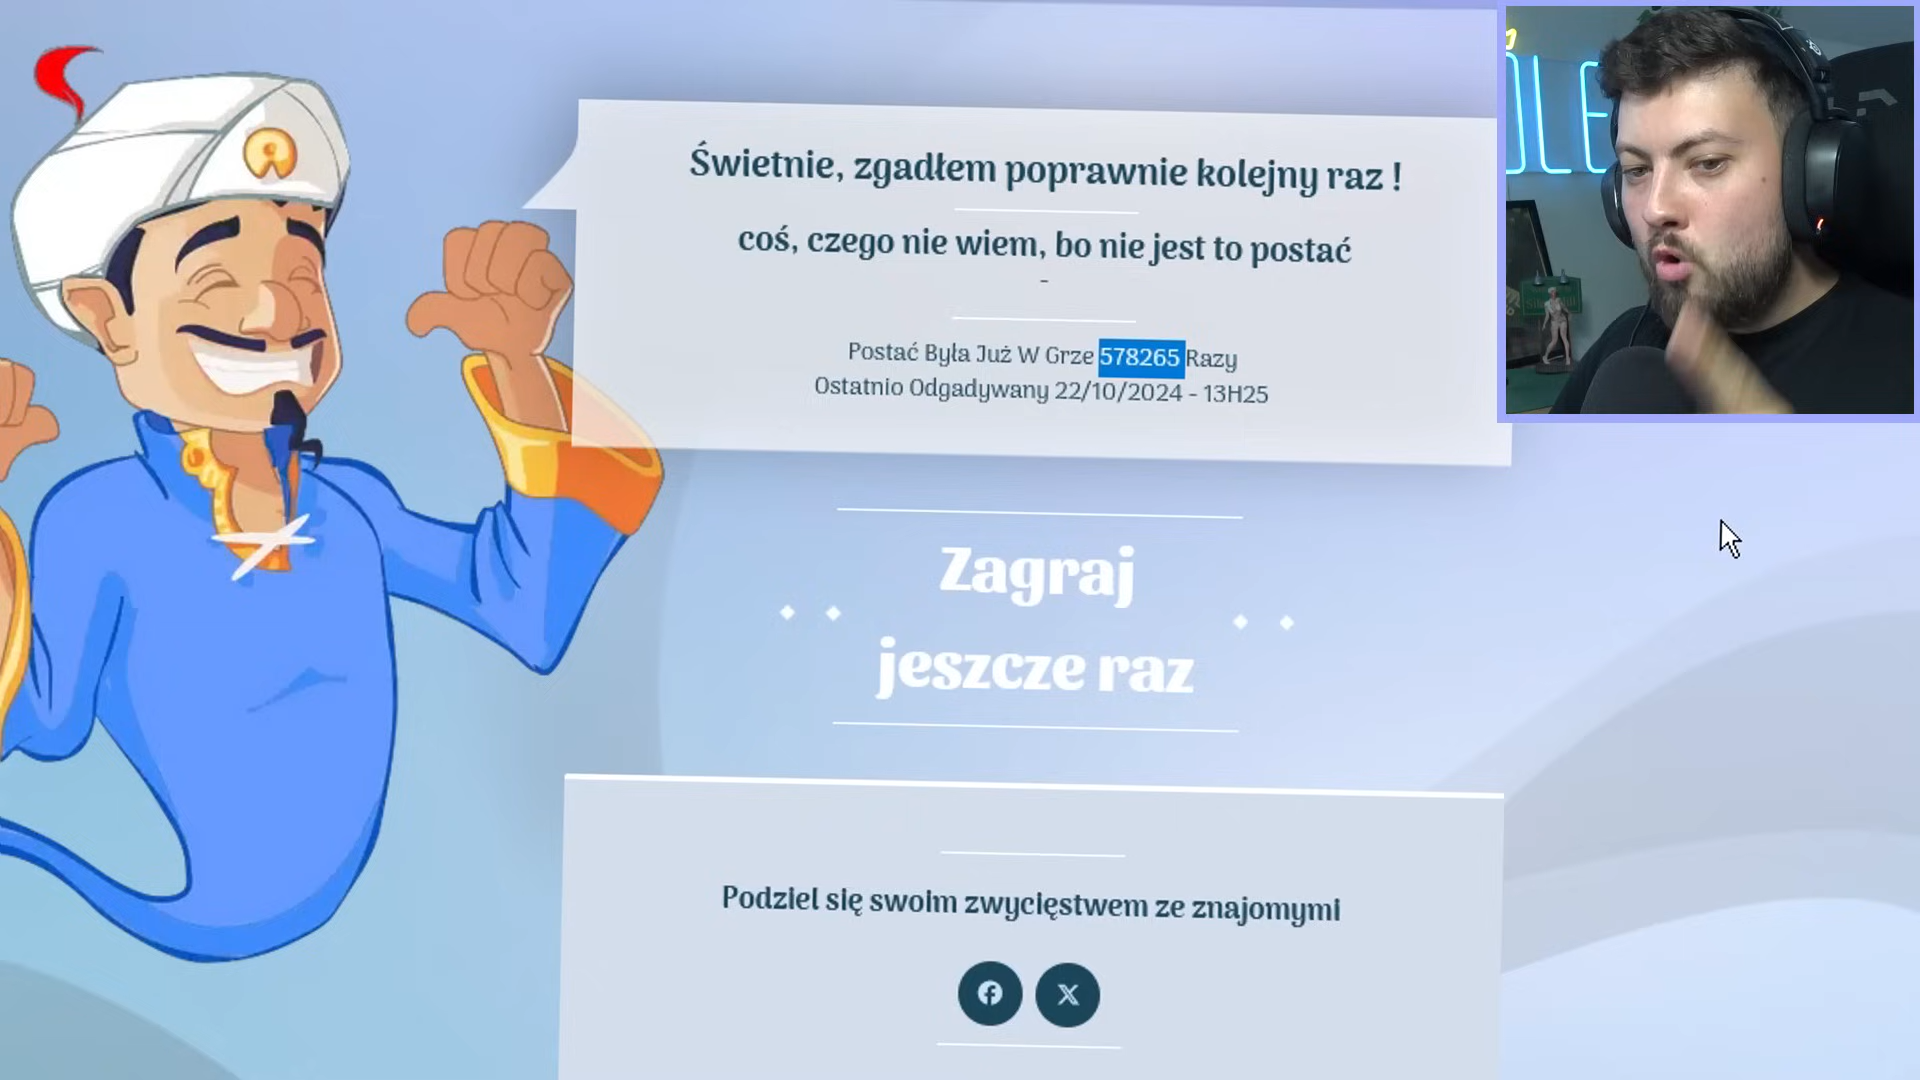 Świetnie, zgadłem poprawnie kolejny raz !
coś, czego nie wiem, bo nie jest to postać
-
Postać Była Już W Grze 578265 Razy
Ostatnio Odgadywany 22/10/2024 - 13H25
Zagraj
jeszcze raz
Podziel się swoim zwycięstwem ze znajomymi